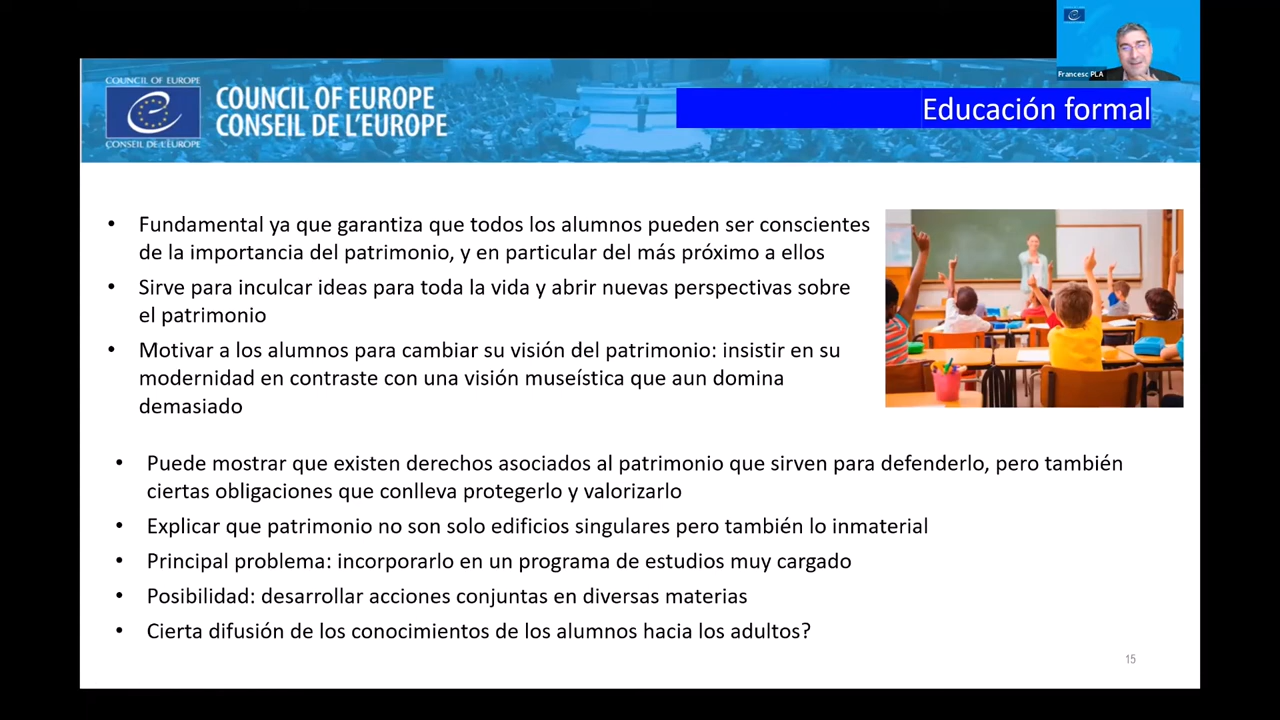 Francesc PLA
COUNCIL OF EUROPE
CONSEIL DE L'EUROPE
COUNCIL OF EUROPE
CONSEIL DE L'EUROPE
Educación formal
• Fundamental ya que garantiza que todos los alumnos pueden ser conscientes
de la importancia del patrimonio, y en particular del más próximo a ellos
• Sirve para inculcar ideas para toda la vida y abrir nuevas perspectivas sobre
el patrimonio
• Motivar a los alumnos para cambiar su visión del patrimonio: insistir en su
modernidad en contraste con una visión museística que aun domina
demasiado
• Puede mostrar que existen derechos asociados al patrimonio que sirven para defenderlo, pero también
ciertas obligaciones que conlleva protegerlo y valorizarlo
• Explicar que patrimonio no son solo edificios singulares pero también lo inmaterial
• Principal problema: incorporarlo en un programa de estudios muy cargado
• Posibilidad: desarrollar acciones conjuntas en diversas materias
• Cierta difusión de los conocimientos de los alumnos hacia los adultos?
15